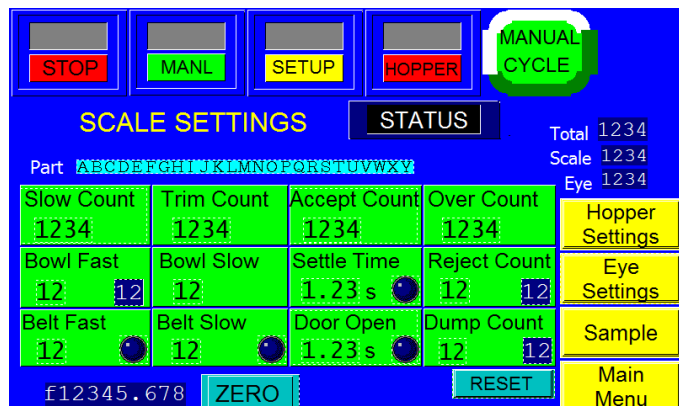 STOP MANL SETUP HOPPER MANUAL CYCLE
SCALE SETTINGS STATUS
Total 1234
Scale 1234
Eye 1234
Part ABCDEFGHIJKLMNOPQRSTUVWXY
Slow Count Trim Count Accept Count Over Count
1234 1234 1234 1234
Hopper Settings
Bowl Fast Bowl Slow Settle Time Reject Count
12 12 12 1.23 s 12 12
Eye Settings
Belt Fast Belt Slow Door Open Dump Count
12 12 1.23 s 12 12
Sample
f12345.678 ZERO RESET
Main Menu